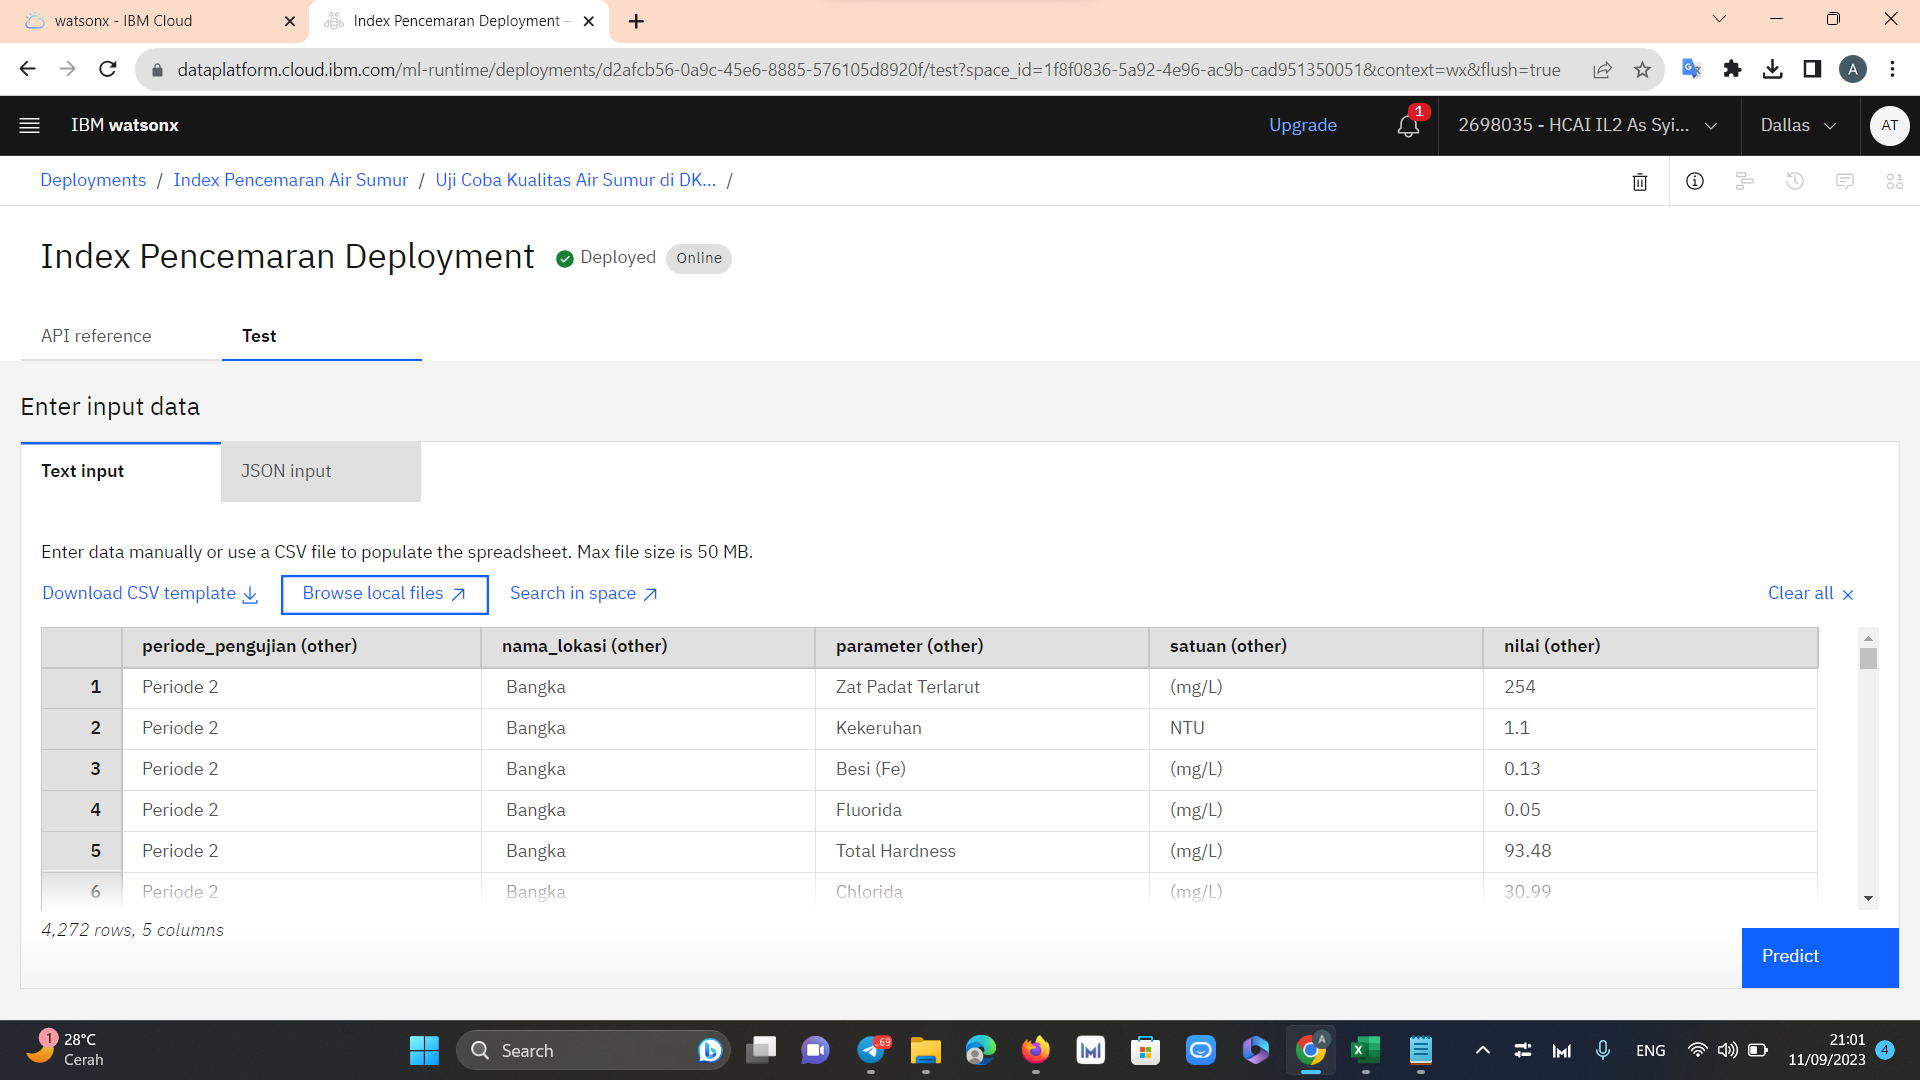 watsonx - IBM Cloud
Index Pencemaran Deployment –
dataplatform.cloud.ibm.com/ml-runtime/deployments/d2afcb56-0a9c-45e6-8885-576105d8920f/test?space_id=1f8f0836-5a92-4e96-ac9b-cad951350051&context=wx&flush=true
A
IBM watsonx
Upgrade
1
2698035 - HCAI IL2 As Syi...
Dallas
AT
Deployments / Index Pencemaran Air Sumur / Uji Coba Kualitas Air Sumur di DK... /
Index Pencemaran Deployment
Deployed
Online
API reference
Test
Enter input data
Text input
JSON input
Enter data manually or use a CSV file to populate the spreadsheet. Max file size is 50 MB.
Download CSV template
Browse local files
Search in space
Clear all
periode_pengujian (other) nama_lokasi (other) parameter (other) satuan (other) nilai (other)
1 Periode 2 Bangka Zat Padat Terlarut (mg/L) 254
2 Periode 2 Bangka Kekeruhan NTU 1.1
3 Periode 2 Bangka Besi (Fe) (mg/L) 0.13
4 Periode 2 Bangka Fluorida (mg/L) 0.05
5 Periode 2 Bangka Total Hardness (mg/L) 93.48
6 Periode 2 Bangka Chlorida (mg/L) 30.99
4,272 rows, 5 columns
Predict
1
28°C
Cerah
Search
69
A
ENG
21:01
11/09/2023
4